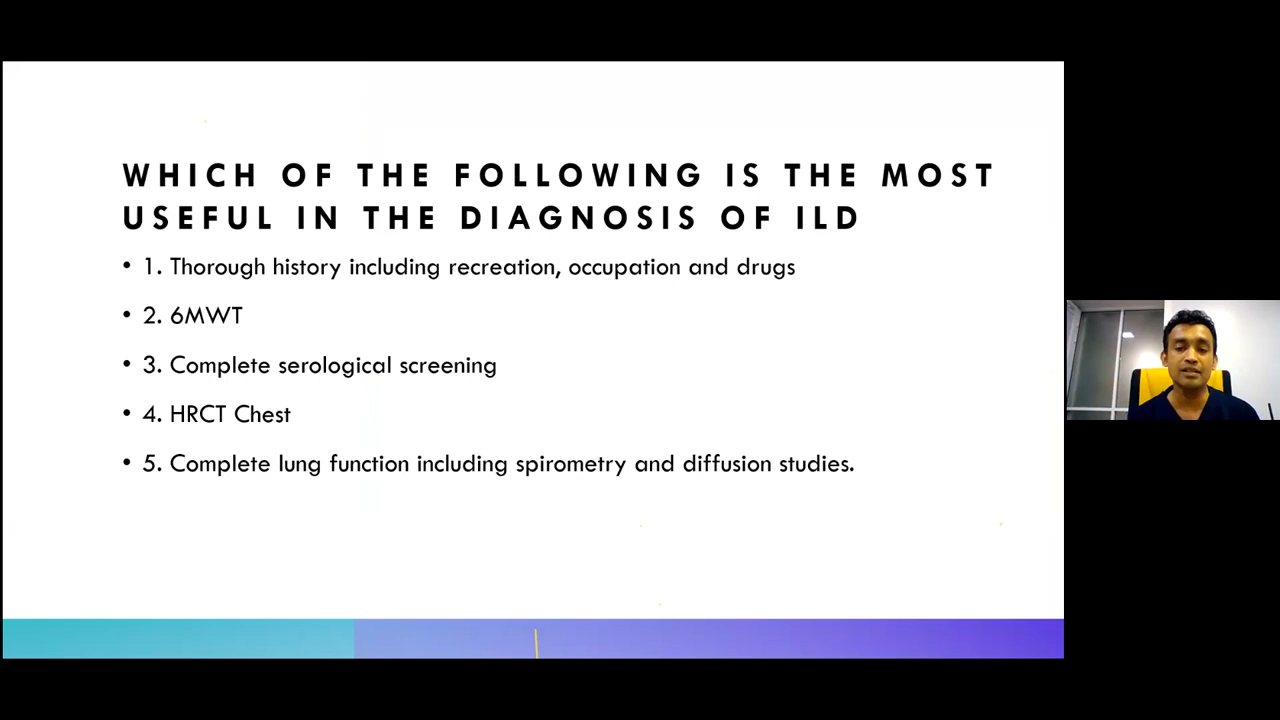 WHICH OF THE FOLLOWING IS THE MOST
USEFUL IN THE DIAGNOSIS OF ILD
• 1. Thorough history including recreation, occupation and drugs
• 2. 6MWT
• 3. Complete serological screening
• 4. HRCT Chest
• 5. Complete lung function including spirometry and diffusion studies.